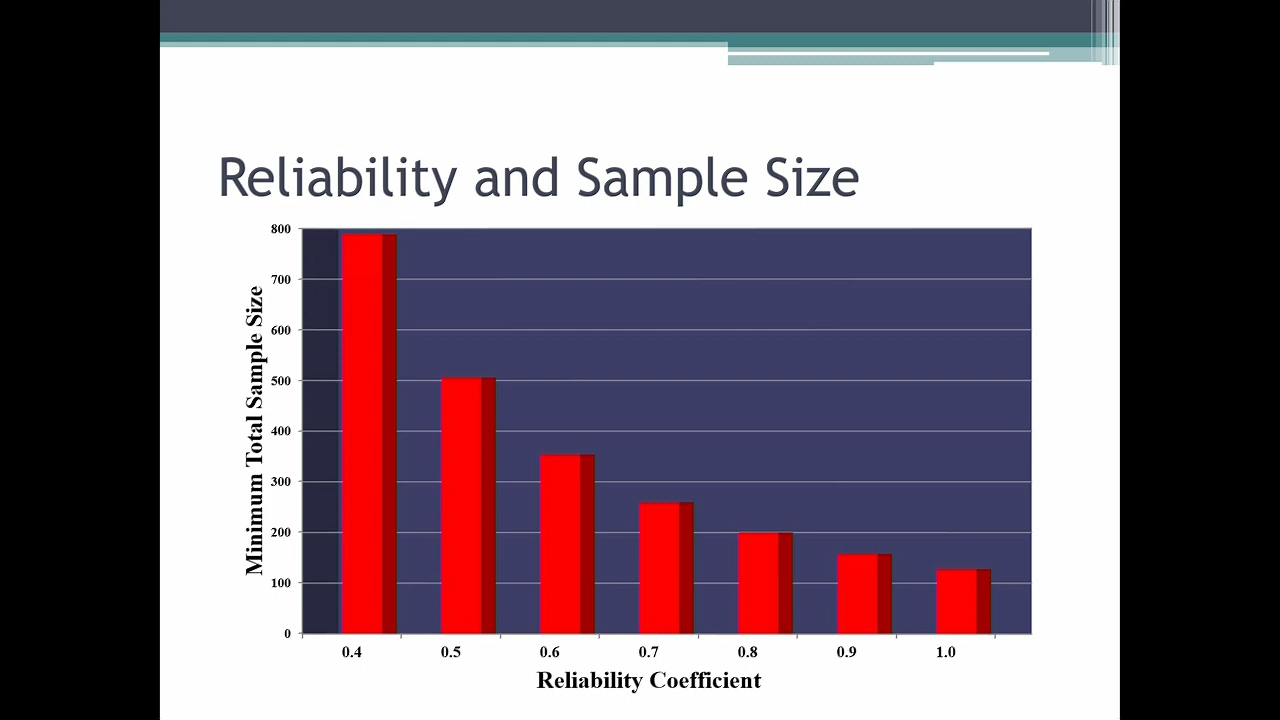 Reliability and Sample Size
800
700
600
500
400
300
200
100
0
Minimum Total Sample Size
0.4 0.5 0.6 0.7 0.8 0.9 1.0
Reliability Coefficient